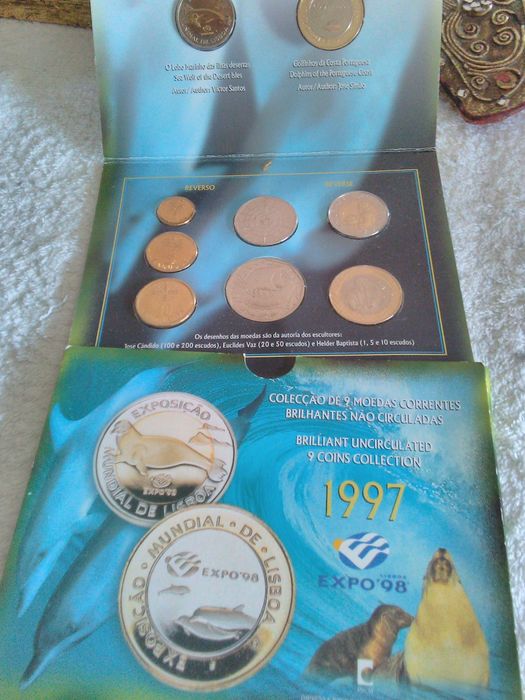 O Lobo Marinho das Ilhas desertas
Sea Wolf of the Desert Isles
Autor / Author: Victor Santos
Golfinhos da Costa Portuguesa
Dolphins of the Portuguese Coast
Autor / Author: José Simão
REVERSO
REVERSE
Os desenhos das moedas são da autoria dos escultores:
José Cândido (100 e 200 escudos), Euclides Vaz (20 e 50 escudos) e Helder Baptista (1, 5 e 10 escudos)
COLECÇÃO DE 9 MOEDAS CORRENTES
BRILHANTES NÃO CIRCULADAS
BRILLIANT UNCIRCULATED
9 COINS COLLECTION
1997
LISBOA
EXPO'98
EXPOSIÇÃO
MUNDIAL DE LISBOA
EXPO'98
EXPOSIÇÃO • MUNDIAL • DE • LISBOA
EXPO'98